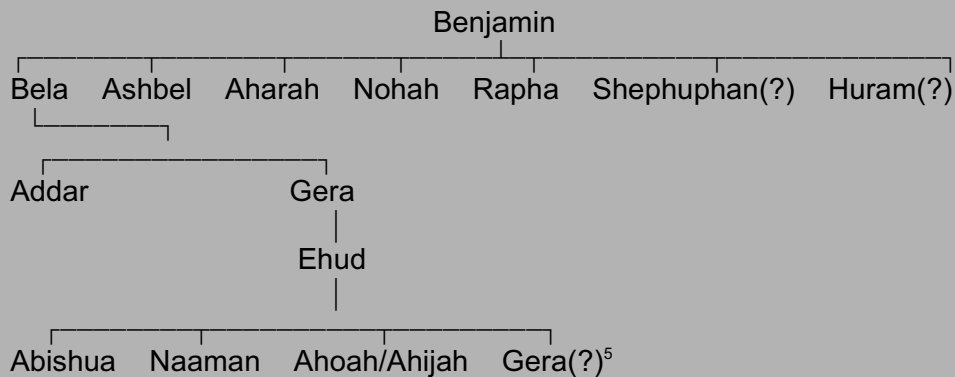 Benjamin
Bela Ashbel Aharah Nohah Rapha Shephuphan(?) Huram(?)
Addar Gera
Ehud
Abishua Naaman Ahoah/Ahijah Gera(?)⁵